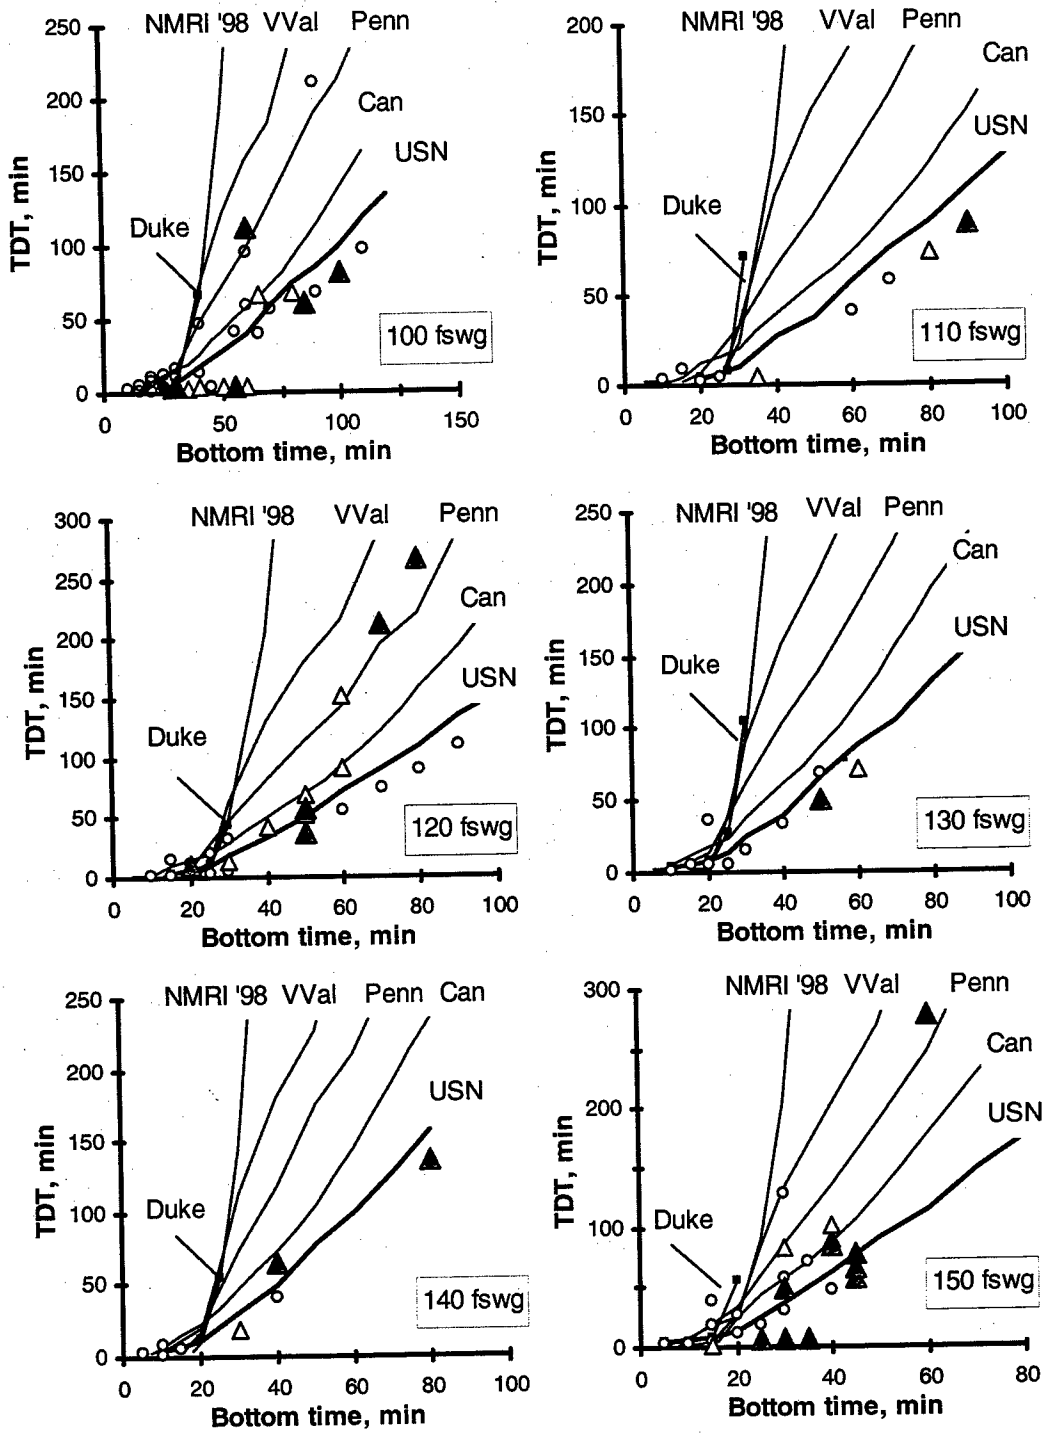 NMRI '98 VVal Penn
250
200
150
100
50
0
TDT, min
Can
USN
Duke
100 fswg
0 50 100 150
Bottom time, min
NMRI '98 VVal Penn
200
150
100
50
0
TDT, min
Can
USN
Duke
110 fswg
0 20 40 60 80 100
Bottom time, min
NMRI '98 VVal Penn
300
250
200
150
100
50
0
TDT, min
Can
USN
Duke
120 fswg
0 20 40 60 80 100
Bottom time, min
NMRI '98 VVal Penn
250
200
150
100
50
0
TDT, min
Can
USN
Duke
130 fswg
0 20 40 60 80 100
Bottom time, min
NMRI '98 VVal Penn Can
250
200
150
100
50
0
TDT, min
USN
Duke
140 fswg
0 20 40 60 80 100
Bottom time, min
NMRI '98 VVal Penn
300
200
100
0
TDT, min
Can
USN
Duke
150 fswg
0 20 40 60 80
Bottom time, min